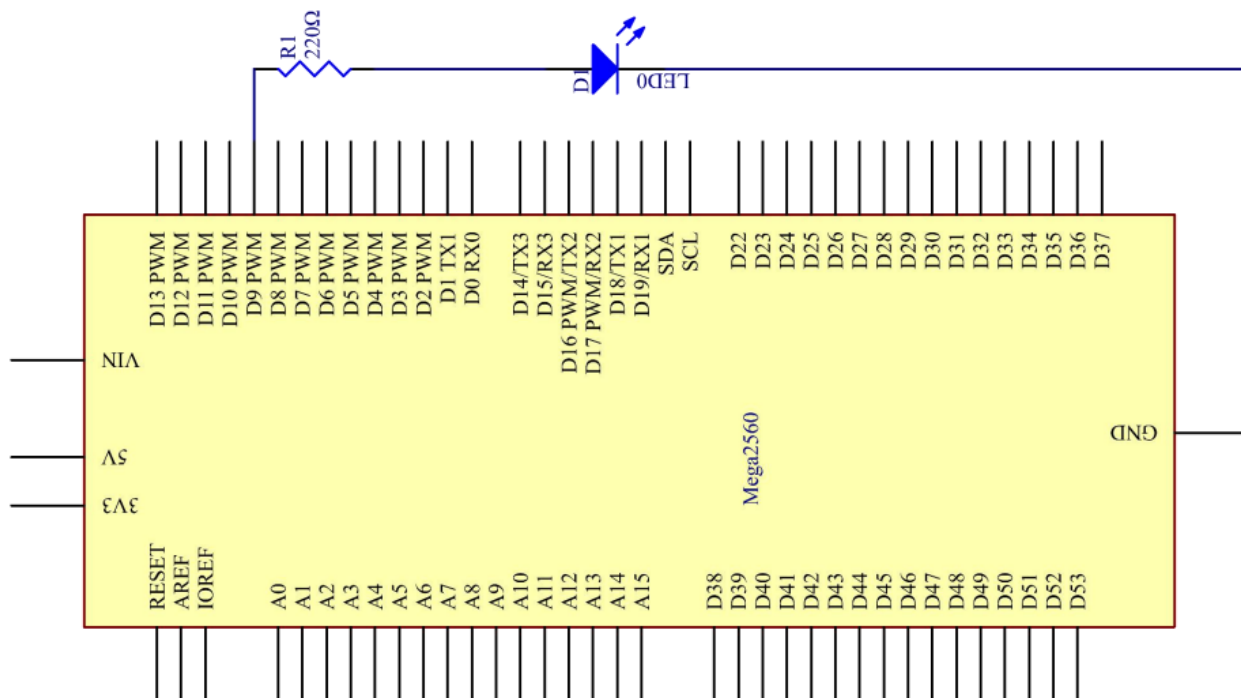 R1
220Ω
D1
LED0
D13 PWM
D12 PWM
D11 PWM
D10 PWM
D9 PWM
D8 PWM
D7 PWM
D6 PWM
D5 PWM
D4 PWM
D3 PWM
D2 PWM
D1 TX1
D0 RX0
D14/TX3
D15/RX3
D16 PWM/TX2
D17 PWM/RX2
D18/TX1
D19/RX1
SDA
SCL
D22
D23
D24
D25
D26
D27
D28
D29
D30
D31
D32
D33
D34
D35
D36
D37
VIN
5V
3V3
Mega2560
GND
RESET
AREF
IOREF
A0
A1
A2
A3
A4
A5
A6
A7
A8
A9
A10
A11
A12
A13
A14
A15
D38
D39
D40
D41
D42
D43
D44
D45
D46
D47
D48
D49
D50
D51
D52
D53